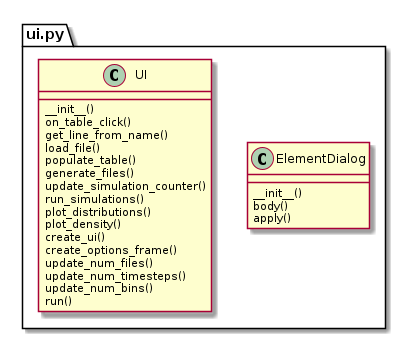 ui.py
C UI
__init__()
on_table_click()
get_line_from_name()
load_file()
populate_table()
generate_files()
update_simulation_counter()
run_simulations()
plot_distributions()
plot_density()
create_ui()
create_options_frame()
update_num_files()
update_num_timesteps()
update_num_bins()
run()
C ElementDialog
__init__()
body()
apply()